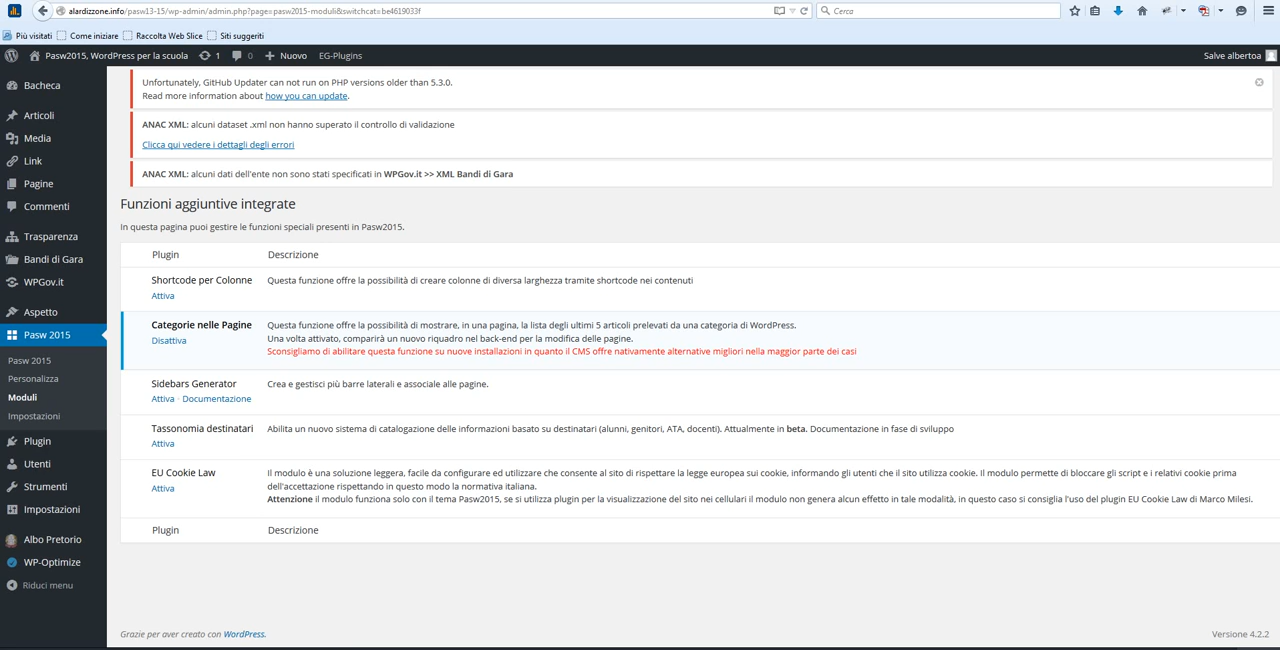 alardizzone.info/pasw13-15/wp-admin/admin.php?page=pasw2015-moduli&switchcat=be4619033f
Cerca
Più visitati
Come iniziare
Raccolta Web Slice
Siti suggeriti
Pasw2015, WordPress per la scuola
1
0
Nuovo
EG-Plugins
Salve albertoa
Bacheca
Articoli
Media
Link
Pagine
Commenti
Trasparenza
Bandi di Gara
WPGov.it
Aspetto
Pasw 2015
Pasw 2015
Personalizza
Moduli
Impostazioni
Plugin
Utenti
Strumenti
Impostazioni
Albo Pretorio
WP-Optimize
Riduci menu
Unfortunately, GitHub Updater can not run on PHP versions older than 5.3.0.
Read more information about how you can update.
ANAC XML: alcuni dataset .xml non hanno superato il controllo di validazione
Clicca qui vedere i dettagli degli errori
ANAC XML: alcuni dati dell'ente non sono stati specificati in WPGov.it >> XML Bandi di Gara
Funzioni aggiuntive integrate
In questa pagina puoi gestire le funzioni speciali presenti in Pasw2015.
Plugin Descrizione
Shortcode per Colonne
Attiva
Questa funzione offre la possibilità di creare colonne di diversa larghezza tramite shortcode nei contenuti
Categorie nelle Pagine
Disattiva
Questa funzione offre la possibilità di mostrare, in una pagina, la lista degli ultimi 5 articoli prelevati da una categoria di WordPress.
Una volta attivato, comparirà un nuovo riquadro nel back-end per la modifica delle pagine.
Sconsigliamo di abilitare questa funzione su nuove installazioni in quanto il CMS offre nativamente alternative migliori nella maggior parte dei casi
Sidebars Generator
Attiva · Documentazione
Crea e gestisci più barre laterali e associale alle pagine.
Tassonomia destinatari
Attiva
Abilita un nuovo sistema di catalogazione delle informazioni basato su destinatari (alunni, genitori, ATA, docenti). Attualmente in beta. Documentazione in fase di sviluppo
EU Cookie Law
Attiva
Il modulo è una soluzione leggera, facile da configurare ed utilizzare che consente al sito di rispettare la legge europea sui cookie, informando gli utenti che il sito utilizza cookie. Il modulo permette di bloccare gli script e i relativi cookie prima
dell'accettazione rispettando in questo modo la normativa italiana.
Attenzione il modulo funziona solo con il tema Pasw2015, se si utilizza plugin per la visualizzazione del sito nei cellulari il modulo non genera alcun effetto in tale modalità, in questo caso si consiglia l'uso del plugin EU Cookie Law di Marco Milesi.
Plugin Descrizione
Grazie per aver creato con WordPress.
Versione 4.2.2